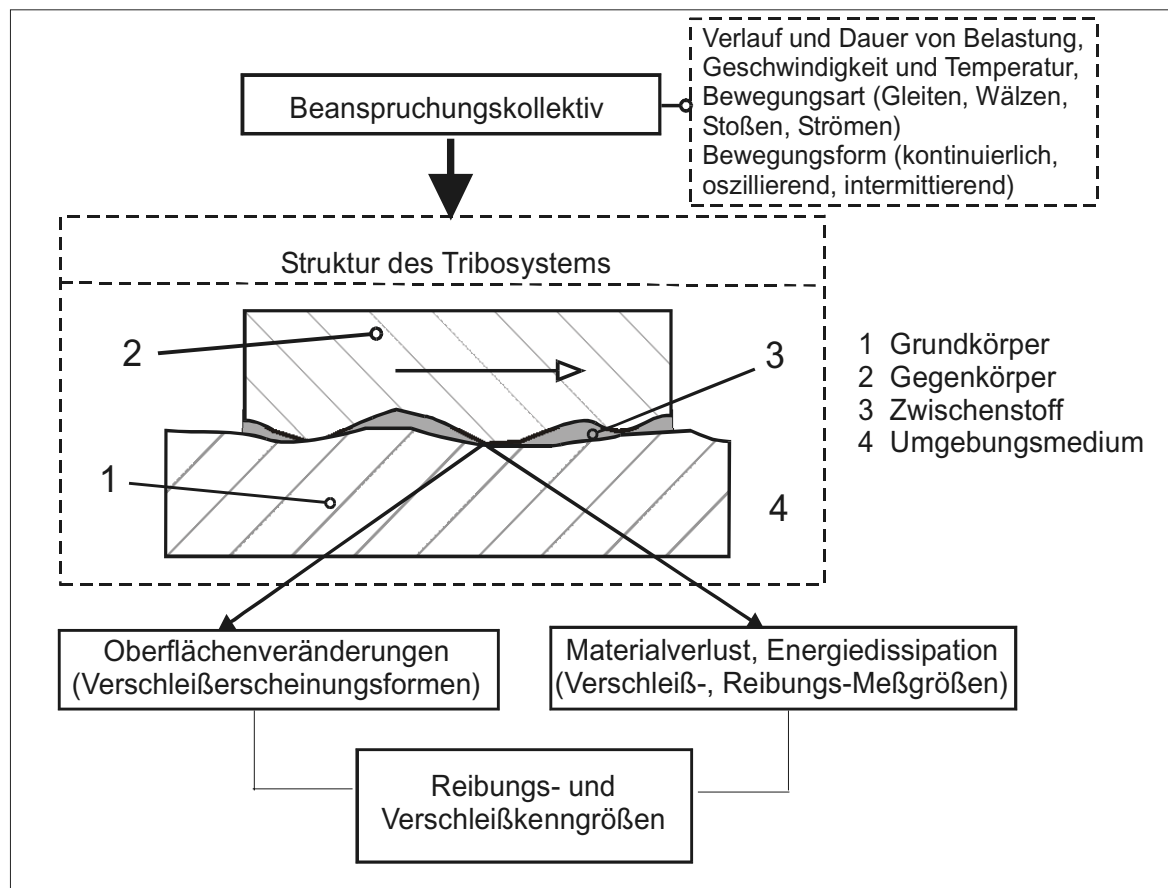 Verlauf und Dauer von Belastung,
Geschwindigkeit und Temperatur,
Bewegungsart (Gleiten, Wälzen,
Stoßen, Strömen)
Bewegungsform (kontinuierlich,
oszillierend, intermittierend)
Beanspruchungskollektiv
Struktur des Tribosystems
2
3
1
4
1 Grundkörper
2 Gegenkörper
3 Zwischenstoff
4 Umgebungsmedium
Oberflächenveränderungen
(Verschleißerscheinungsformen)
Materialverlust, Energiedissipation
(Verschleiß-, Reibungs-Meßgrößen)
Reibungs- und
Verschleißkenngrößen